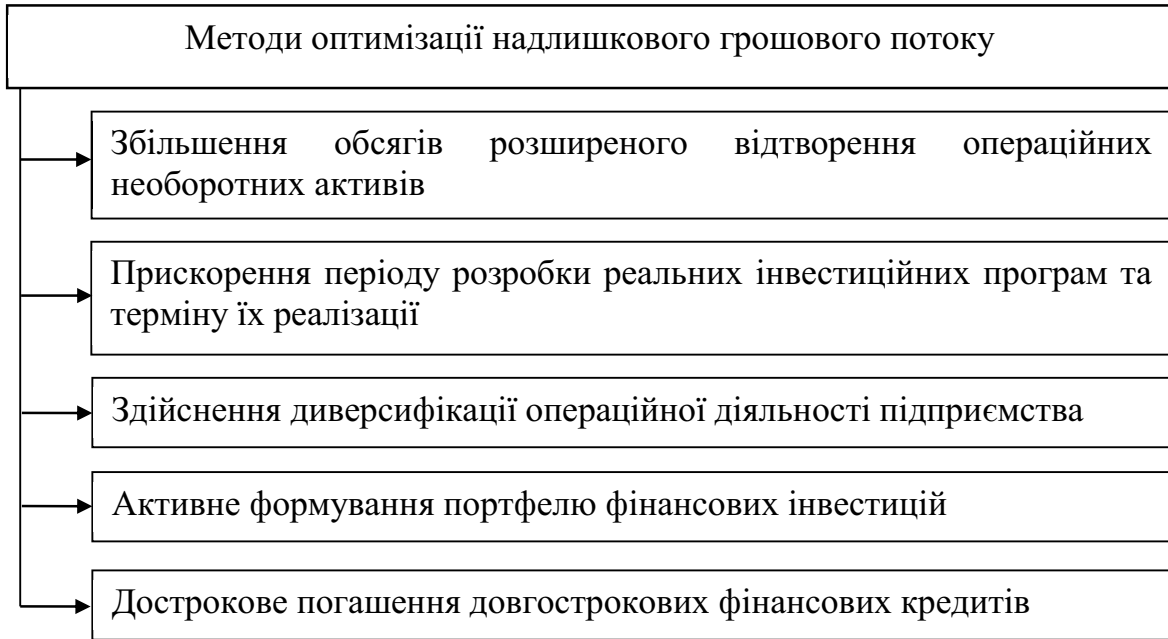 Методи оптимізації надлишкового грошового потоку
Збільшення обсягів розширеного відтворення операційних
необоротних активів
Прискорення періоду розробки реальних інвестиційних програм та
терміну їх реалізації
Здійснення диверсифікації операційної діяльності підприємства
Активне формування портфелю фінансових інвестицій
Дострокове погашення довгострокових фінансових кредитів